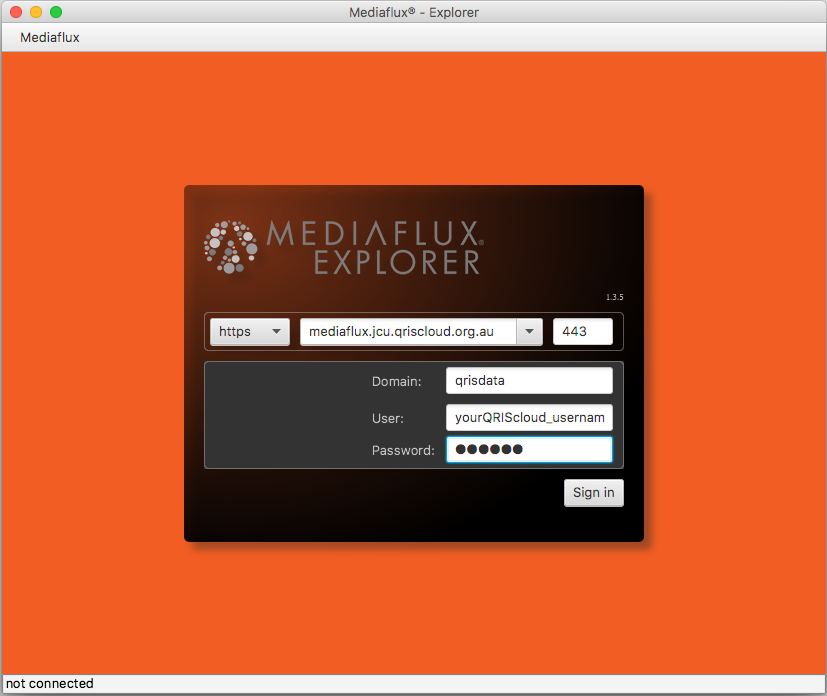 Mediaflux® - Explorer
Mediaflux
MEDIAFLUX®
EXPLORER
1.3.5
https mediaflux.jcu.qriscloud.org.au 443
Domain: qrisdata
User: yourQRIScloud_usernam
Password: ●●●●●●
Sign in
not connected